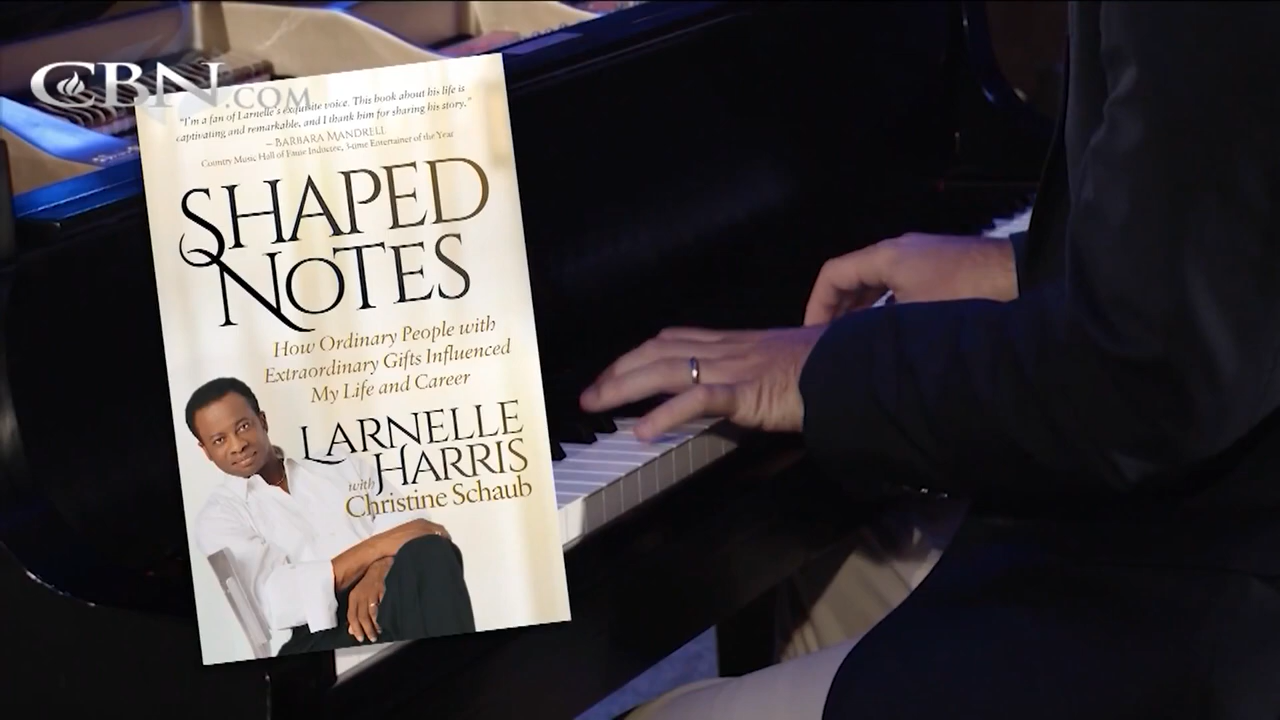 CBN.COM
"I'm a fan of Larnelle's exquisite voice. This book about his life is
captivating and remarkable, and I thank him for sharing his story."
–BARBARA MANDRELL
Country Music Hall of Fame Inductee, 3-time Entertainer of the Year
SHAPED
NOTES
How Ordinary People with
Extraordinary Gifts Influenced
My Life and Career
LARNELLE
HARRIS
with
Christine Schaub